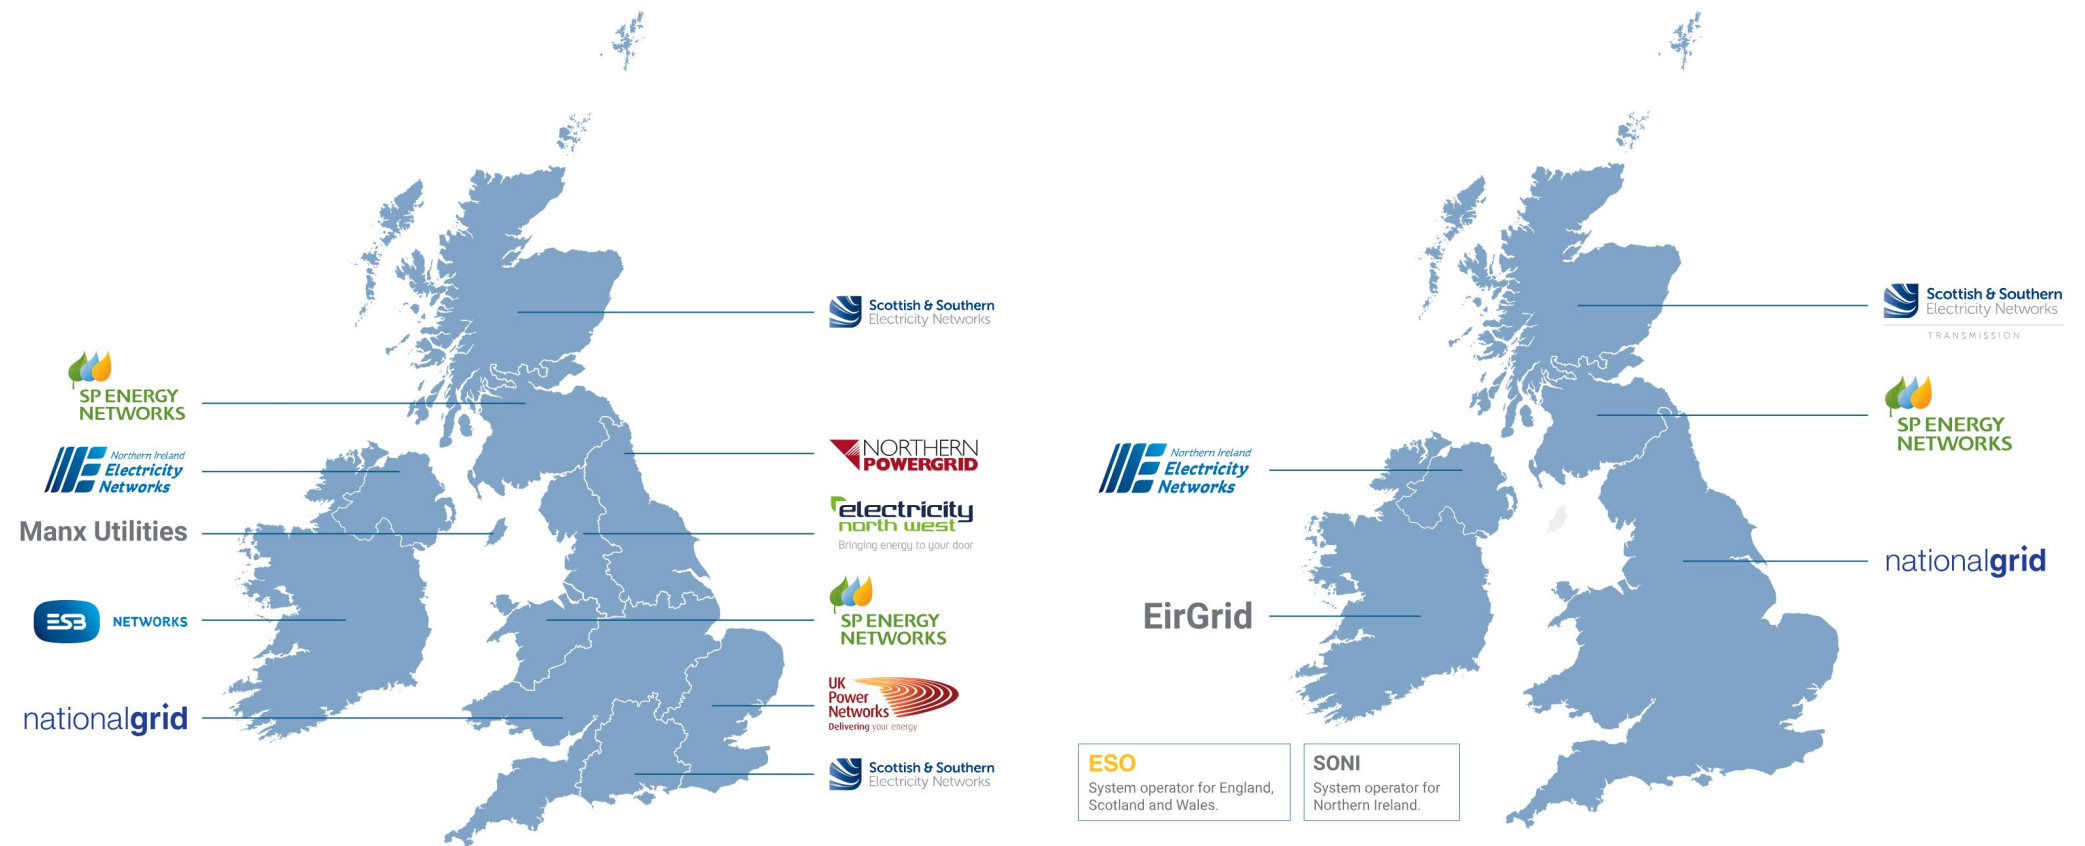 Scottish & Southern
Electricity Networks
SP ENERGY
NETWORKS
NORTHERN
POWERGRID
Northern Ireland
Electricity
Networks
electricity
north west
Bringing energy to your door
Manx Utilities
SP ENERGY
NETWORKS
ESB NETWORKS
UK
Power
Networks
Delivering your energy
nationalgrid
Scottish & Southern
Electricity Networks
Scottish & Southern
Electricity Networks
TRANSMISSION
SP ENERGY
NETWORKS
Northern Ireland
Electricity
Networks
nationalgrid
EirGrid
ESO
System operator for England,
Scotland and Wales.
SONI
System operator for
Northern Ireland.